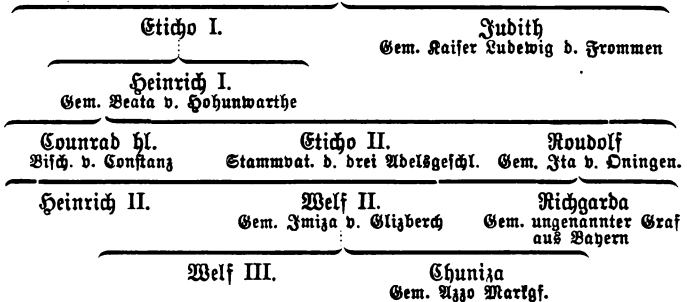 Eticho I. Judith
Gem. Kaiser Ludewig d. Frommen
Heinrich I.
Gem. Beata v. Hohunwarthe
Counrad hl. Eticho II. Roudolf
Bisch. v. Constanz Stammvat. d. drei Adelsgeschl. Gem. Ita v. Öningen.
Heinrich II. Welf II. Richgarda
Gem. Imiza v. Glizberch Gem. ungenannter Graf
aus Bayern
Welf III. Chuniza
Gem. Azzo Markgf.